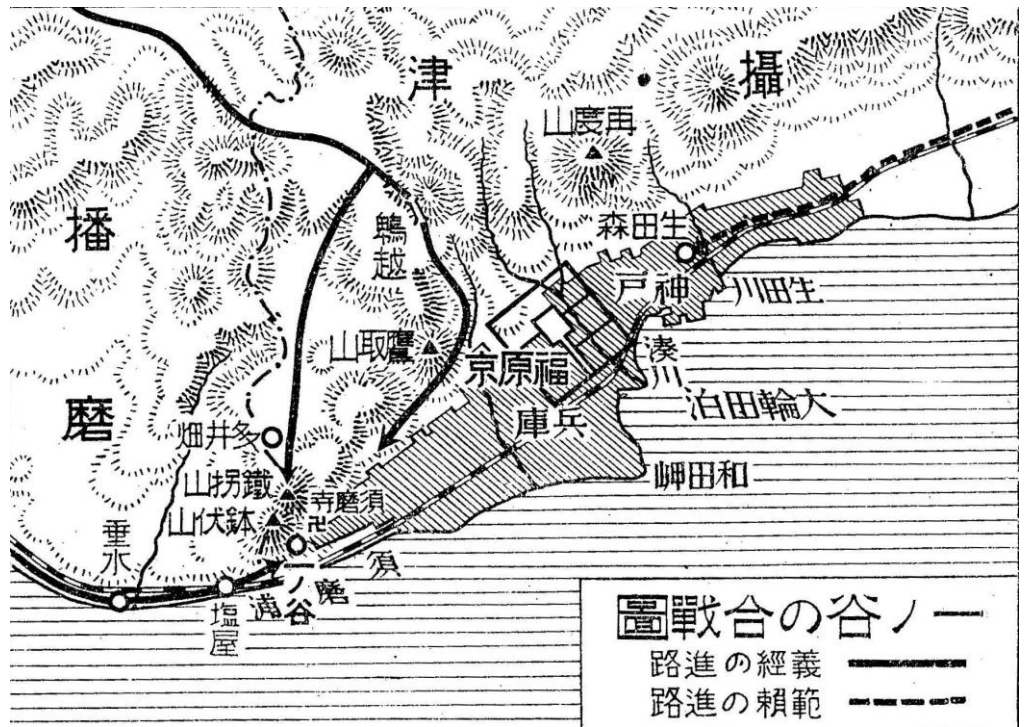 攝津
播磨
再度山
生田森
神戸
生田川
湊川
大輪田泊
和田岬
兵庫
福原京
鵯越
鷹取山
多井畑
鐵拐山
鉢伏山
須磨寺
卍
一ノ谷
須磨浦
塩屋
垂水
一ノ谷の合戰圖
義經の進路
範頼の進路